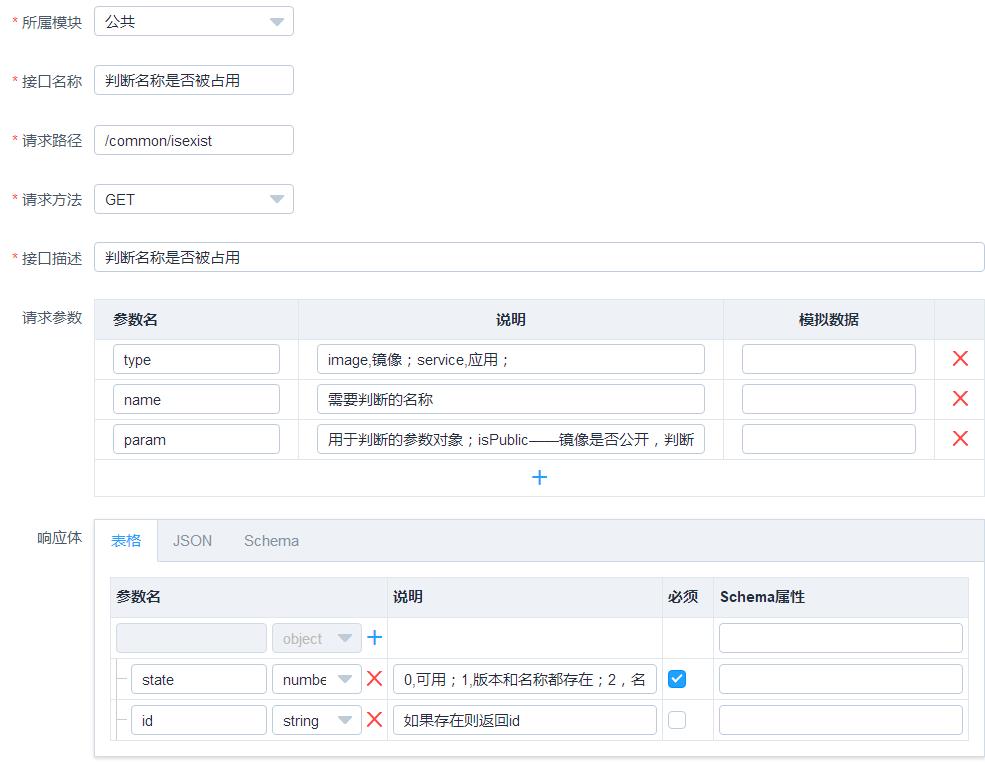 * 所属模块 公共
* 接口名称 判断名称是否被占用
* 请求路径 /common/isexist
* 请求方法 GET
* 接口描述 判断名称是否被占用
请求参数 参数名 说明 模拟数据
type image,镜像；service,应用；
name 需要判断的名称
param 用于判断的参数对象；isPublic——镜像是否公开，判断
+
响应体 表格 JSON Schema
参数名 说明 必须 Schema属性
object +
state numbe 0,可用；1,版本和名称都存在；2，名
id string 如果存在则返回id